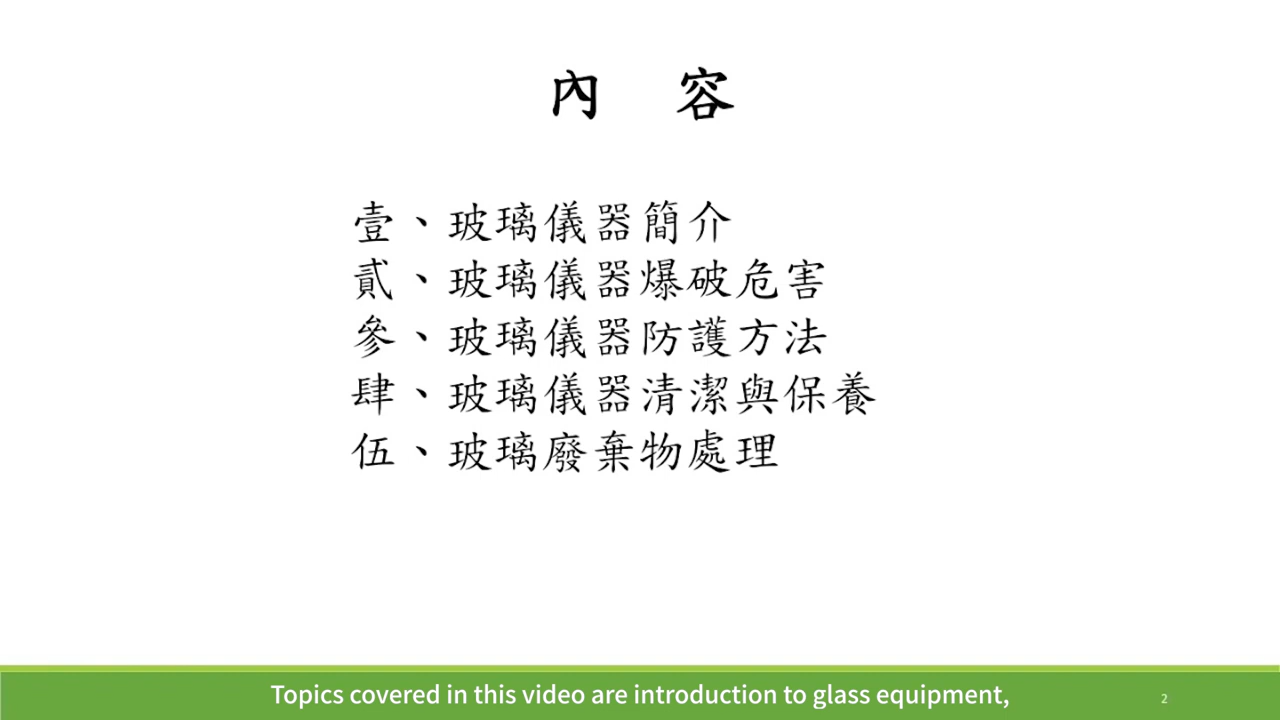 內 容
壹、玻璃儀器簡介
貳、玻璃儀器爆破危害
參、玻璃儀器防護方法
肆、玻璃儀器清潔與保養
伍、玻璃廢棄物處理
Topics covered in this video are introduction to glass equipment,
2